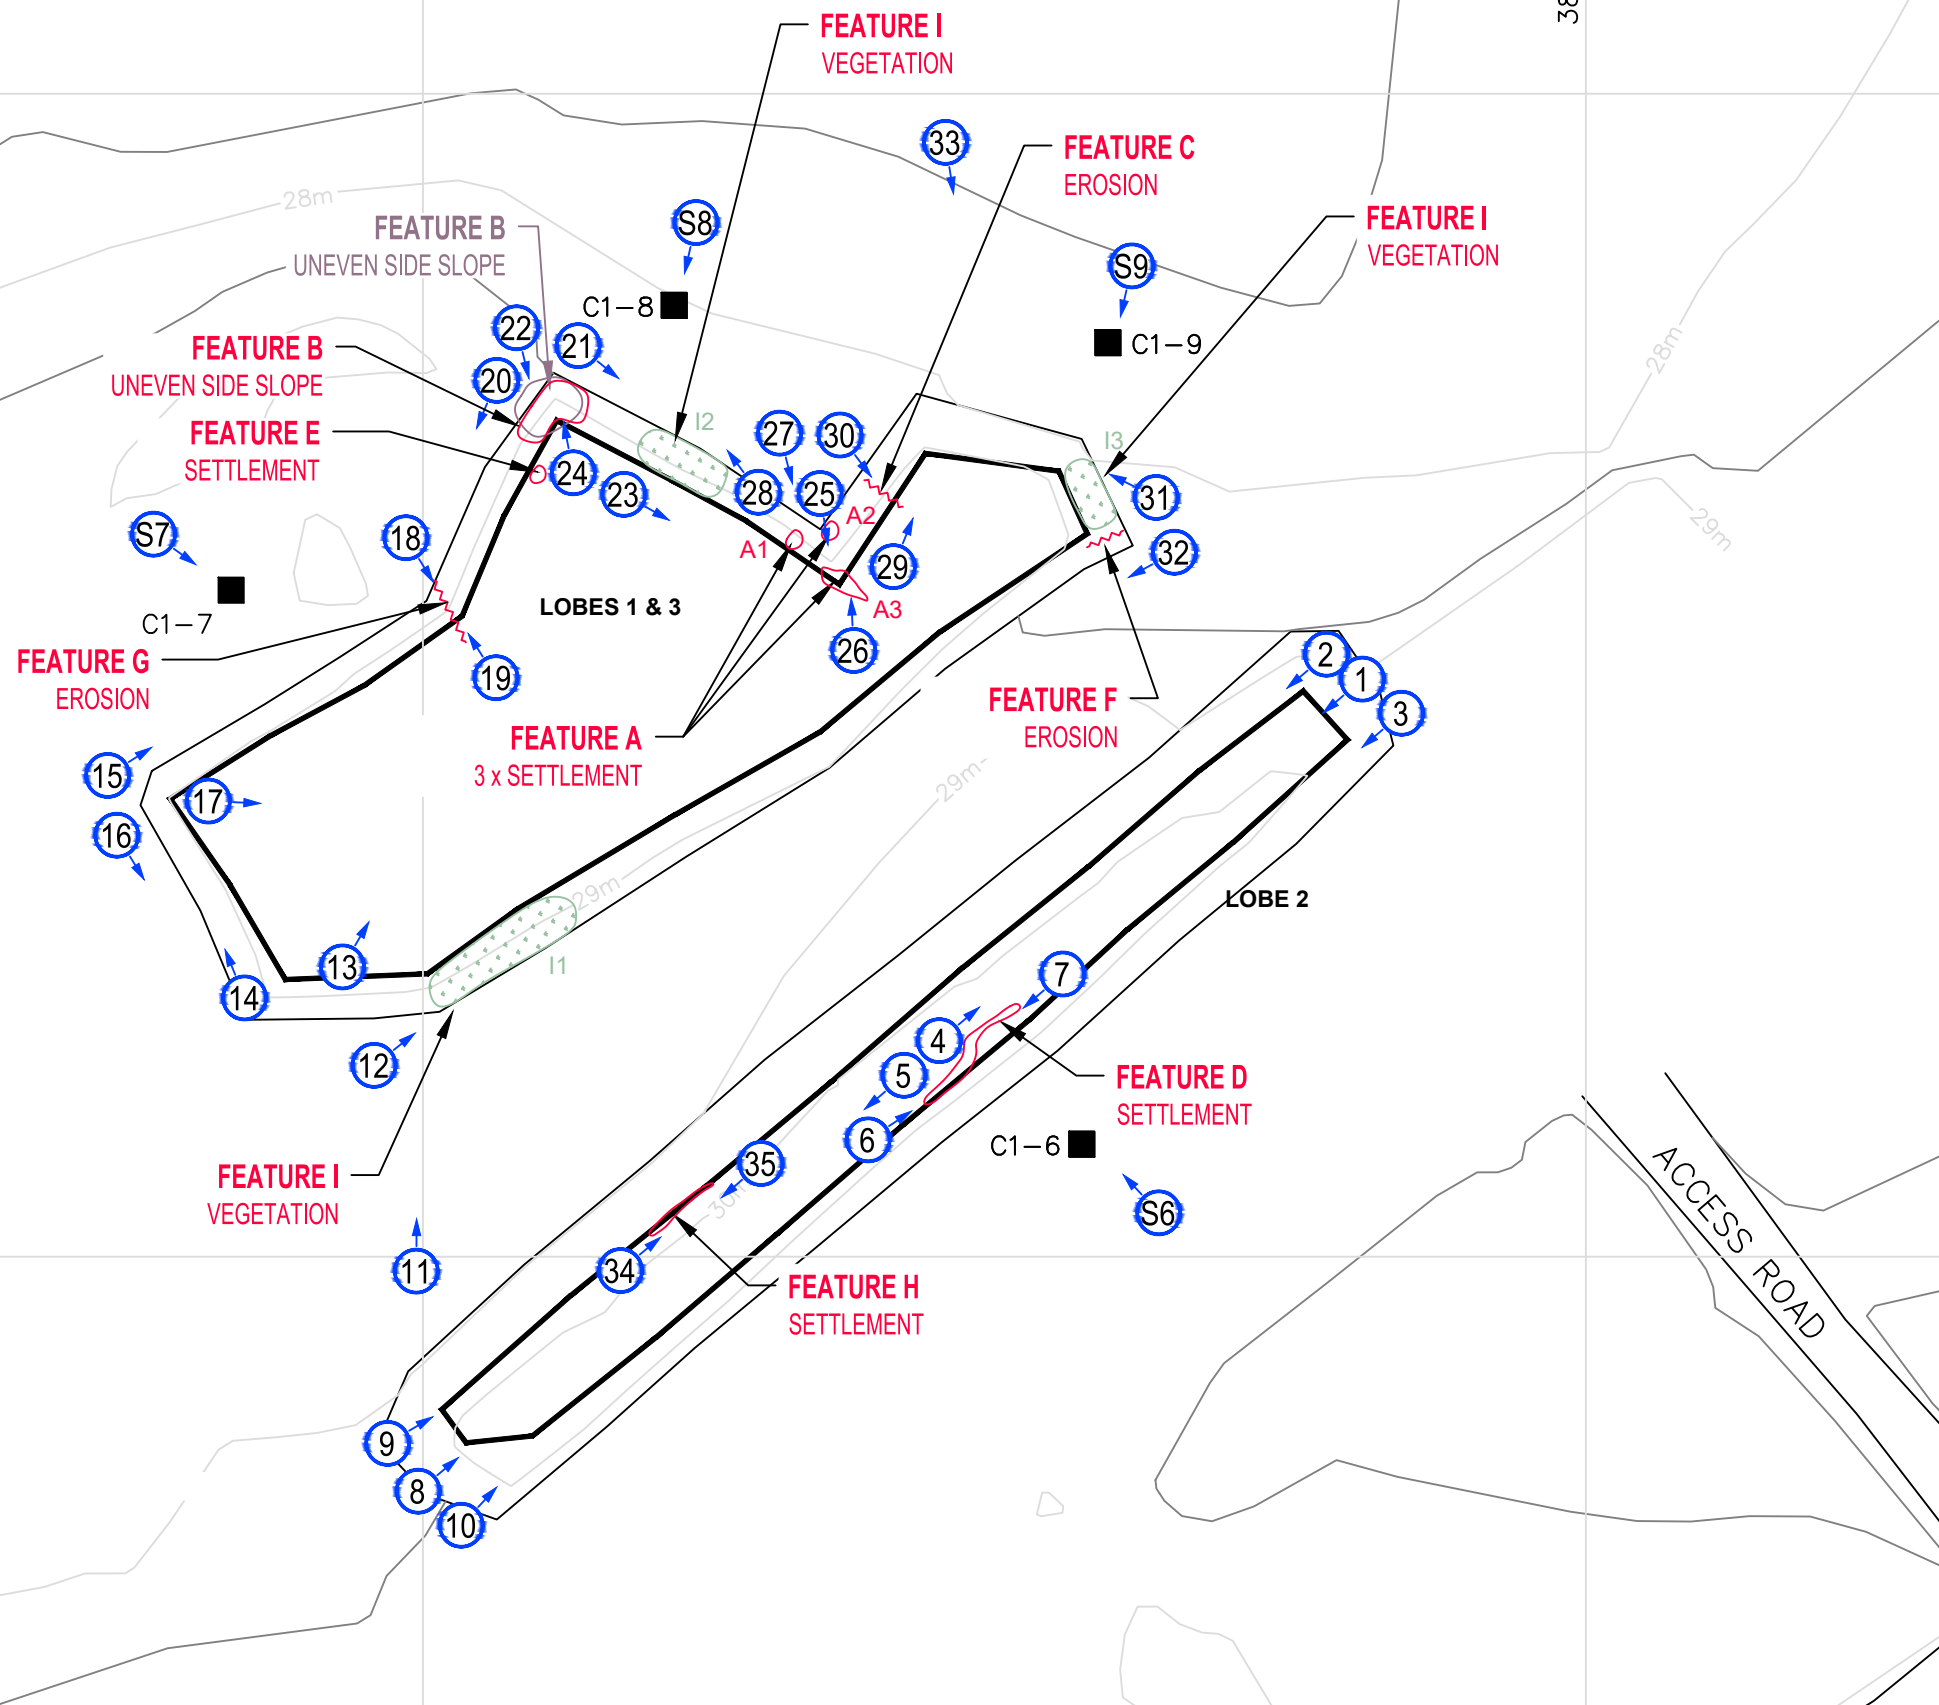 FEATURE I
VEGETATION
38
33
FEATURE C
EROSION
28m
S8
FEATURE B
UNEVEN SIDE SLOPE
FEATURE I
VEGETATION
S9
C1-8
22
21
C1-9
28m
FEATURE B
UNEVEN SIDE SLOPE
20
I2
27
30
I3
FEATURE E
SETTLEMENT
24
23
28
25
A2
31
29m
S7
18
A1
29
32
C1-7
LOBES 1 & 3
A3
26
FEATURE G
EROSION
19
2
1
3
FEATURE F
EROSION
FEATURE A
3 x SETTLEMENT
15
17
16
29m
29m
LOBE 2
I1
13
14
7
4
5
12
FEATURE D
SETTLEMENT
6
C1-6
35
30m
FEATURE I
VEGETATION
S6
ACCESS ROAD
11
34
FEATURE H
SETTLEMENT
9
8
10